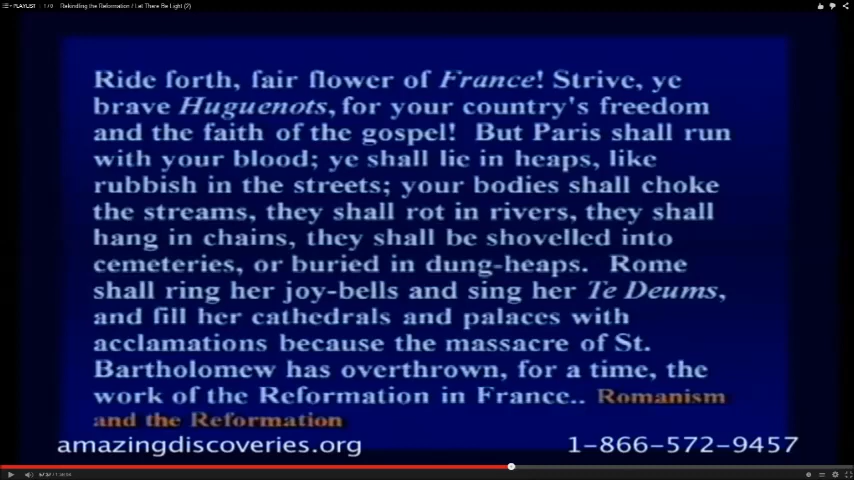 PLAYLIST
Rekindling the Reformation / Let There Be Light (2)
Ride forth, fair flower of France! Strive, ye
brave Huguenots, for your country's freedom
and the faith of the gospel! But Paris shall run
with your blood; ye shall lie in heaps, like
rubbish in the streets; your bodies shall choke
the streams, they shall rot in rivers, they shall
hang in chains, they shall be shovelled into
cemeteries, or buried in dung-heaps. Rome
shall ring her joy-bells and sing her Te Deums,
and fill her cathedrals and palaces with
acclamations because the massacre of St.
Bartholomew has overthrown, for a time, the
work of the Reformation in France.. Romanism
and the Reformation
amazingdiscoveries.org 1-866-572-9457